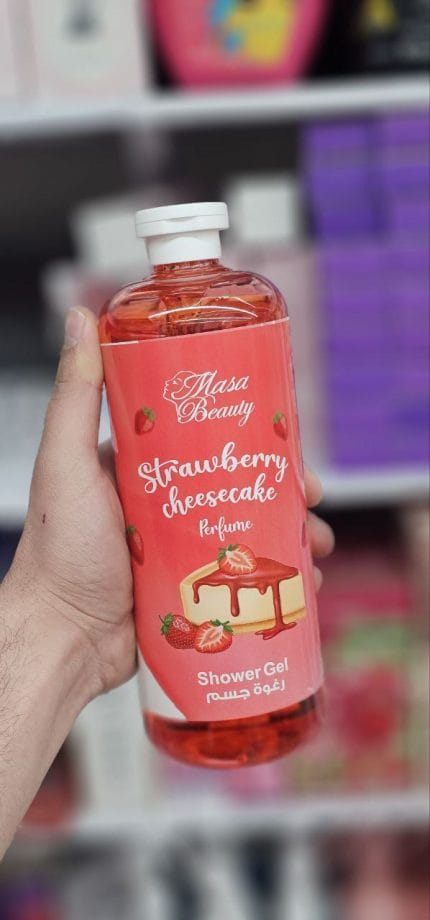 Masa
Beauty
Strawberry
cheesecake
Perfume
Shower Gel
رغوة جسم